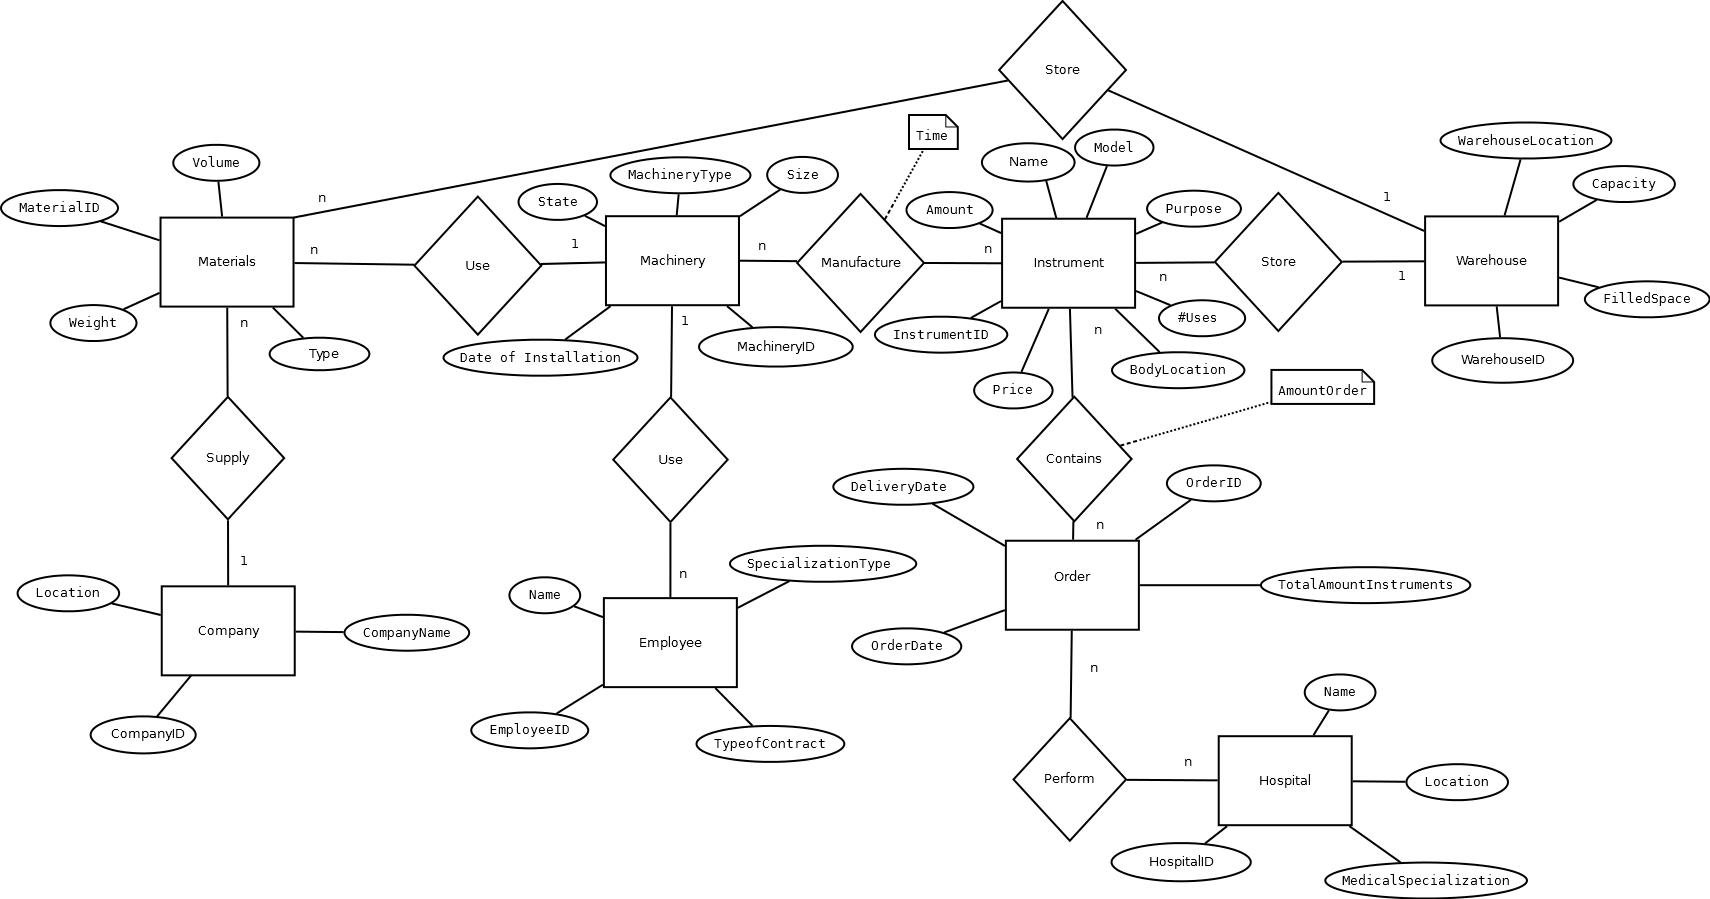 Store
Time
Name
Model
WarehouseLocation
Volume
MachineryType
Size
Capacity
MaterialID
State
Amount
Purpose
n
1
n
1
n
n
Materials
Use
Machinery
Manufacture
Instrument
Store
Warehouse
n
1
FilledSpace
Weight
n
1
#Uses
n
InstrumentID
Type
Date of Installation
MachineryID
WarehouseID
BodyLocation
Price
AmountOrder
Supply
Use
Contains
DeliveryDate
OrderID
n
1
n
SpecializationType
Order
TotalAmountInstruments
Location
Name
Company
CompanyName
Employee
OrderDate
n
Name
CompanyID
EmployeeID
TypeofContract
n
Perform
Hospital
Location
HospitalID
MedicalSpecialization